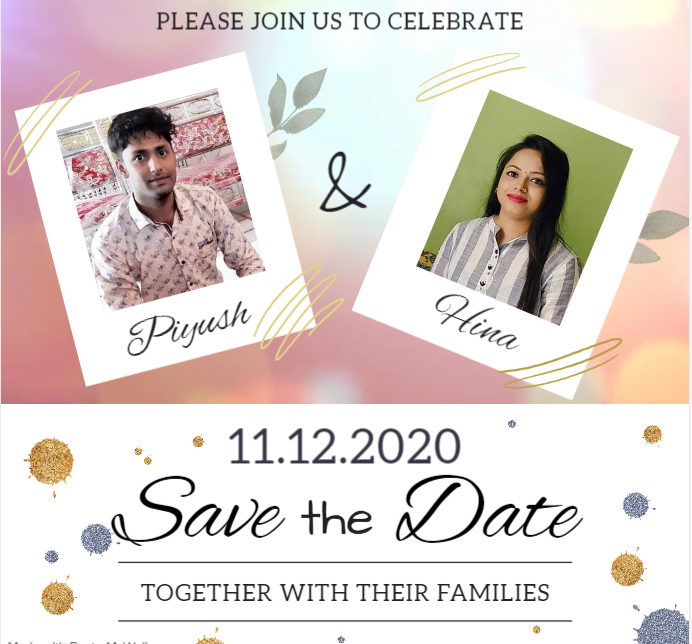 PLEASE JOIN US TO CELEBRATE
&
Piyush
Hina
11.12.2020
Save the Date
TOGETHER WITH THEIR FAMILIES